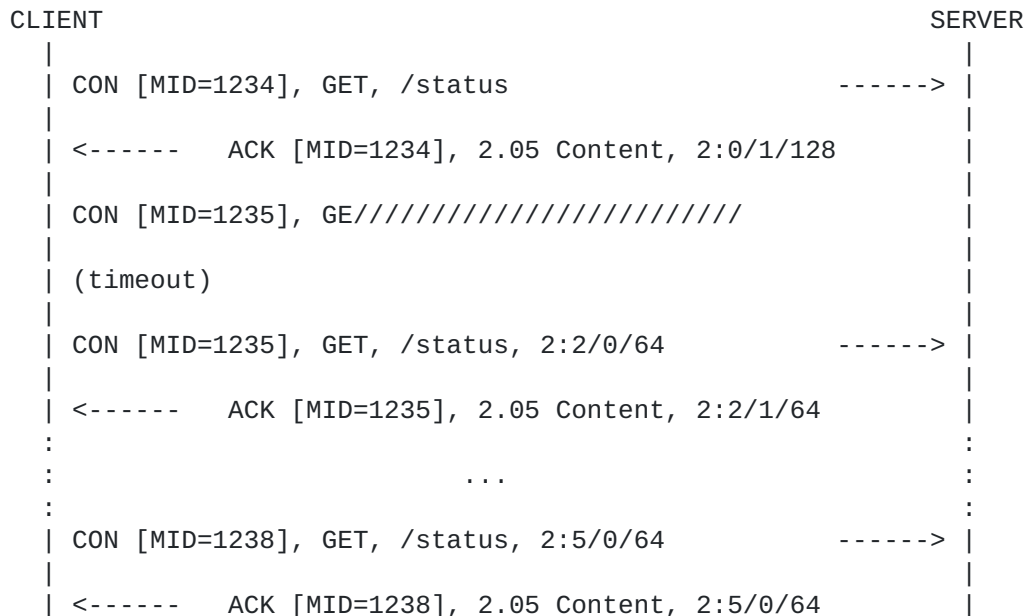 CLIENT                                                     SERVER
  |                                                          |
  | CON [MID=1234], GET, /status                     ------> |
  |                                                          |
  | <------   ACK [MID=1234], 2.05 Content, 2:0/1/128        |
  |                                                          |
  | CON [MID=1235], GE/////////////////////////              |
  |                                                          |
  | (timeout)                                                |
  |                                                          |
  | CON [MID=1235], GET, /status, 2:2/0/64           ------> |
  |                                                          |
  | <------   ACK [MID=1235], 2.05 Content, 2:2/1/64         |
  :                                                          :
  :                          ...                             :
  :                                                          :
  | CON [MID=1238], GET, /status, 2:5/0/64           ------> |
  |                                                          |
  | <------   ACK [MID=1238], 2.05 Content, 2:5/0/64         |